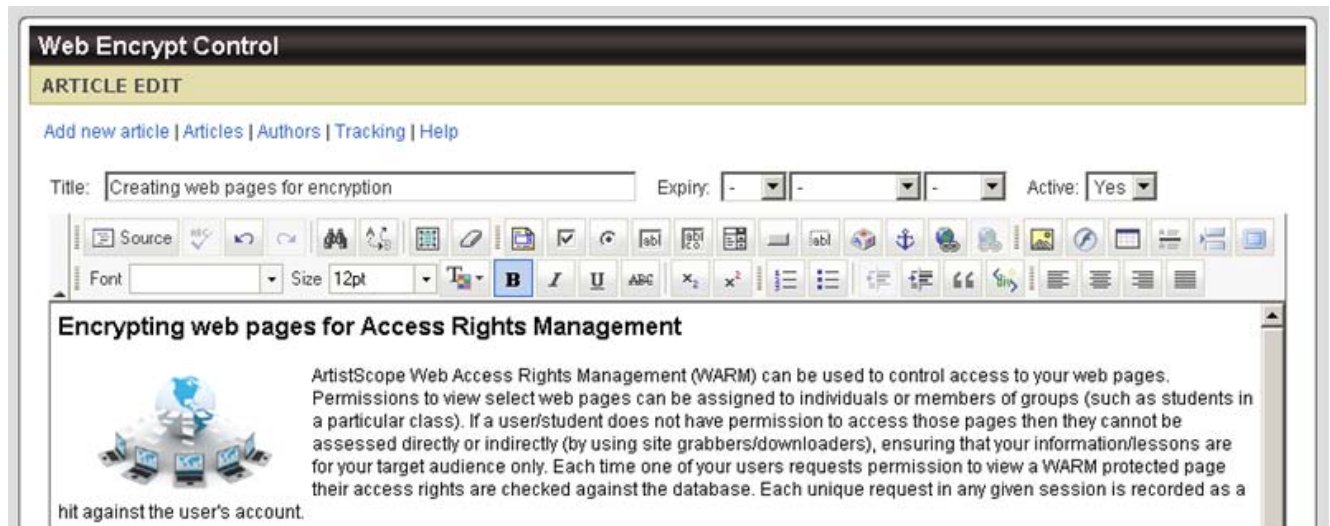 Web Encrypt Control
ARTICLE EDIT
Add new article | Articles | Authors | Tracking | Help
Title: Creating web pages for encryption Expiry: - - - Active: Yes
Source
Font Size 12pt B I U ABC x₂ x²
Encrypting web pages for Access Rights Management
ArtistScope Web Access Rights Management (WARM) can be used to control access to your web pages.
Permissions to view select web pages can be assigned to individuals or members of groups (such as students in
a particular class). If a user/student does not have permission to access those pages then they cannot be
assessed directly or indirectly (by using site grabbers/downloaders), ensuring that your information/lessons are
for your target audience only. Each time one of your users requests permission to view a WARM protected page
their access rights are checked against the database. Each unique request in any given session is recorded as a
hit against the user's account.